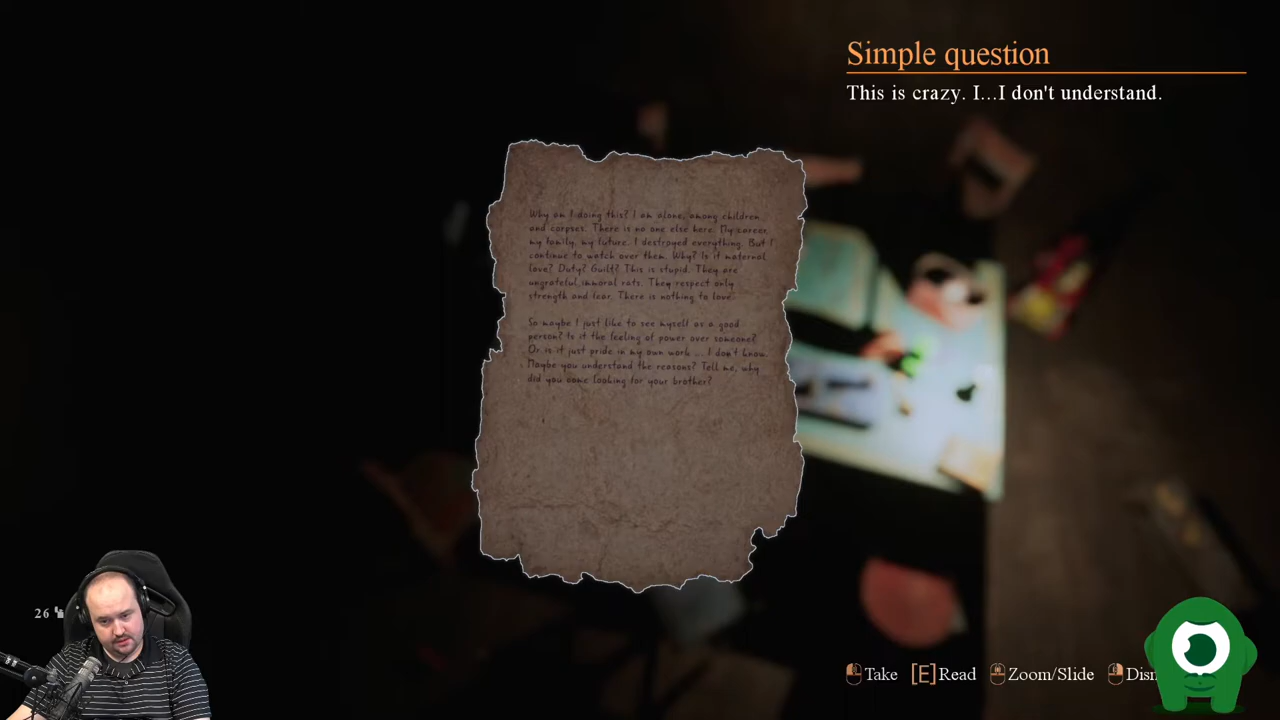 Simple question
This is crazy. I...I don't understand.
Why am I doing this? I am alone, among children
and corpses. There is no one else here. My career,
my family, my future. I destroyed everything. But I
continue to watch over them. Why? Is it maternal
love? Duty? Guilt? This is stupid. They are
ungrateful immoral rats. They respect only
strength and fear. There is nothing to love.
So maybe I just like to see myself as a good
person? Is it the feeling of power over someone?
Or is it just pride in my own work ... I don't know.
Maybe you understand the reasons? Tell me, why
did you come looking for your brother?
26
Take [E]Read Zoom/Slide